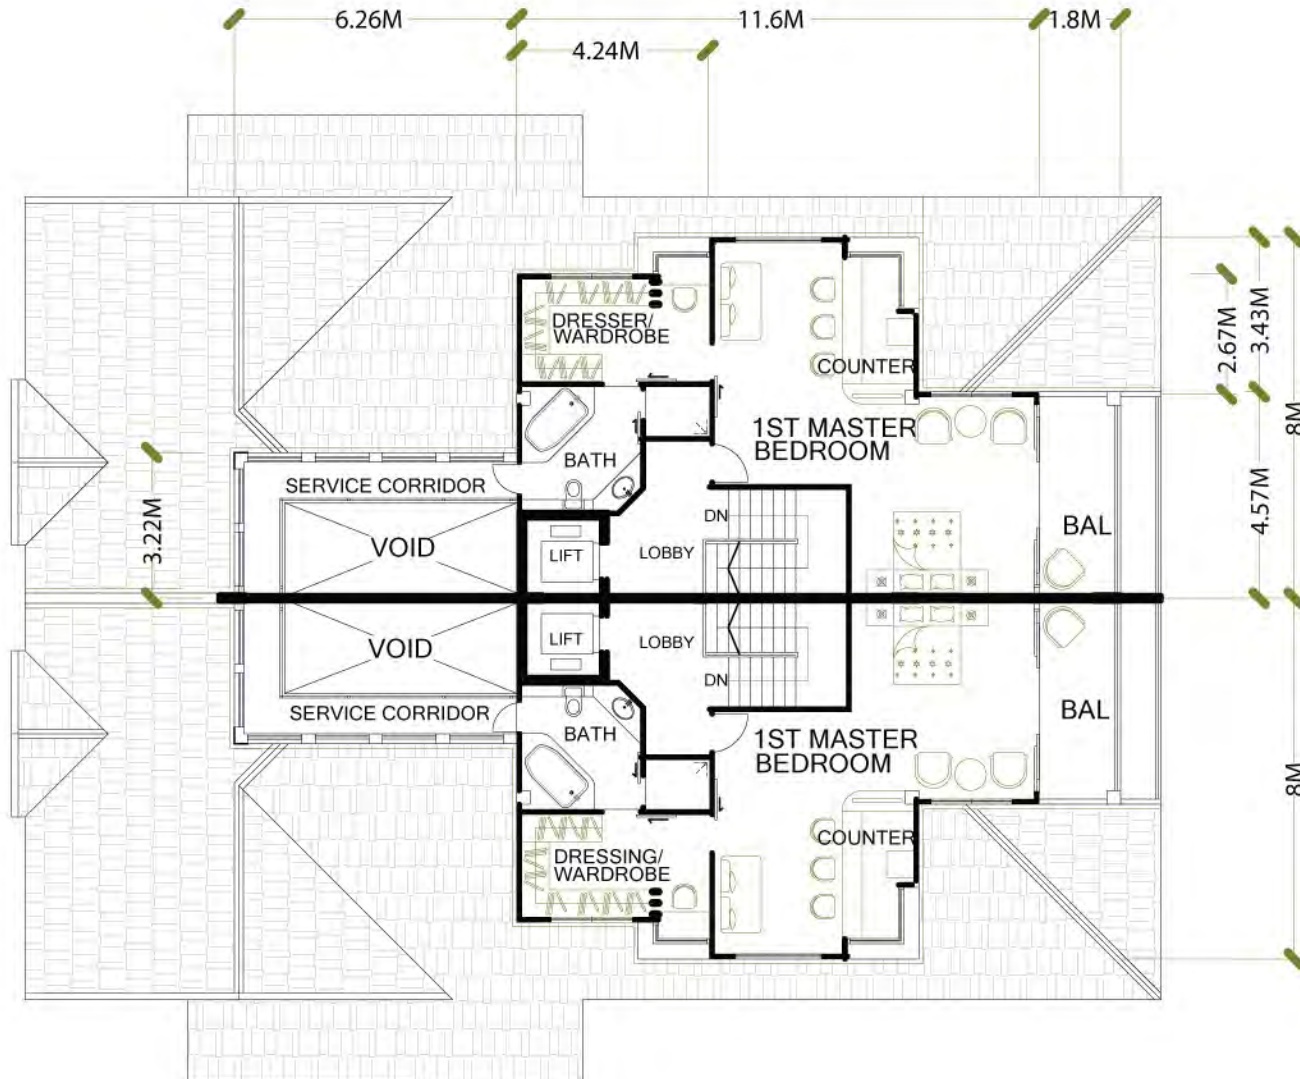 6.26M
11.6M
1.8M
4.24M
2.67M
3.43M
8M
4.57M
3.22M
DRESSER/
WARDROBE
COUNTER
1ST MASTER
BEDROOM
BATH
SERVICE CORRIDOR
DN
BAL
VOID
LIFT
LOBBY
VOID
LIFT
LOBBY
DN
SERVICE CORRIDOR
BATH
BAL
1ST MASTER
BEDROOM
8M
COUNTER
DRESSING/
WARDROBE